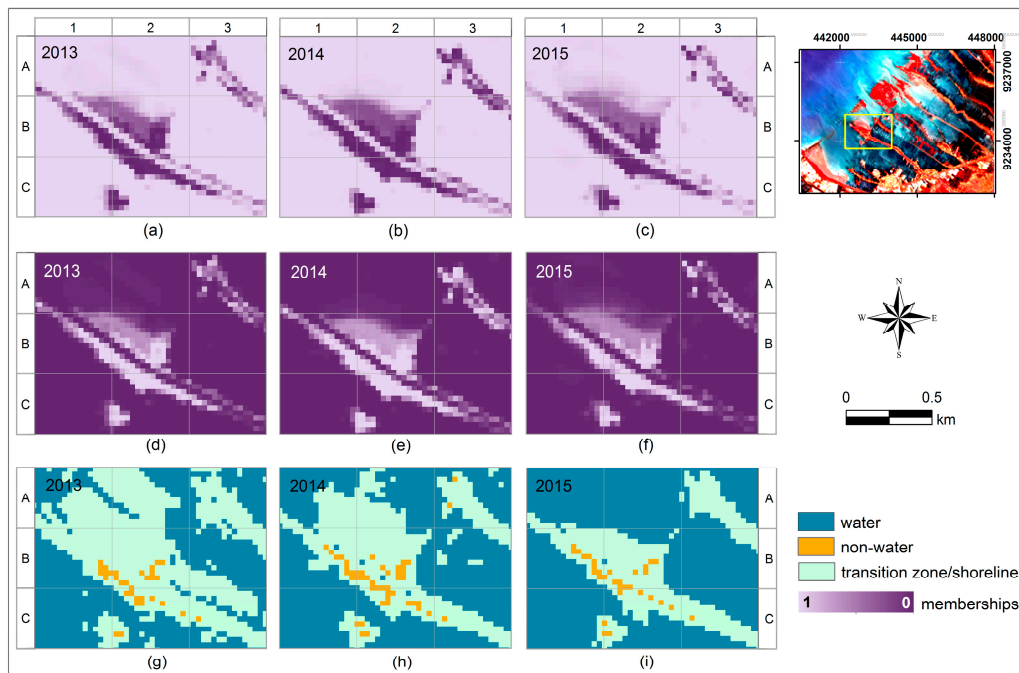 1 2 3 1 2 3 1 2 3
442000 445000 448000
A 2013 2014 2015 A
9237000
B B
9234000
C C
(a) (b) (c)
A 2013 2014 2015 A
N
B W E B
S
C C
0 0.5
km
(d) (e) (f)
A 2013 2014 2015 A
water
B B
non-water
transition zone/shoreline
C C
1 0 memberships
(g) (h) (i)